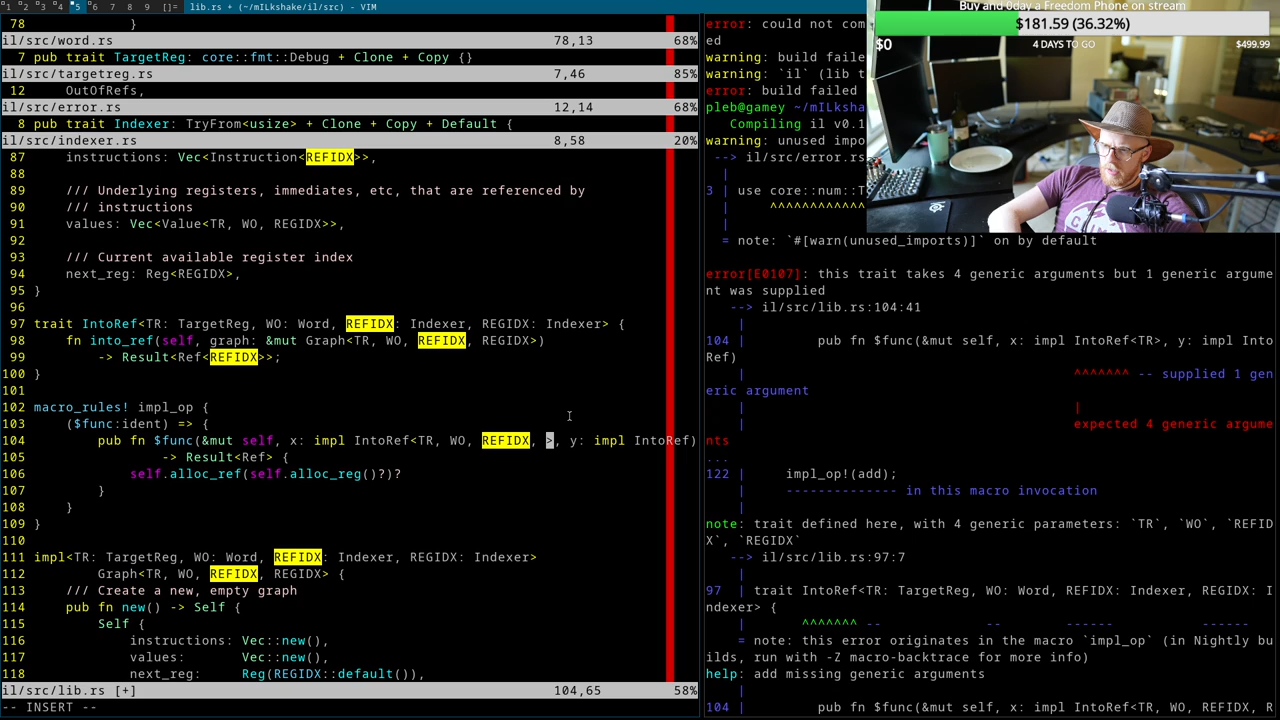 1 2 3 4 5 6 7 8 9 []= lib.rs + (~/mILkshake/il/src) - VIM
78         }
il/src/word.rs 78,13 68%
7 pub trait TargetReg: core::fmt::Debug + Clone + Copy {}
il/src/targetreg.rs 7,46 85%
12     OutOfRefs,
il/src/error.rs 12,14 68%
8 pub trait Indexer: TryFrom<usize> + Clone + Copy + Default {
il/src/indexer.rs 8,58 20%
87     instructions: Vec<Instruction<REFIDX>>,
88
89     /// Underlying registers, immediates, etc, that are referenced by
90     /// instructions
91     values: Vec<Value<TR, WO, REGIDX>>,
92
93     /// Current available register index
94     next_reg: Reg<REGIDX>,
95 }
96
97 trait IntoRef<TR: TargetReg, WO: Word, REFIDX: Indexer, REGIDX: Indexer> {
98     fn into_ref(self, graph: &mut Graph<TR, WO, REFIDX, REGIDX>)
99         -> Result<Ref<REFIDX>>;
100 }
101
102 macro_rules! impl_op {
103     ($func:ident) => {
104         pub fn $func(&mut self, x: impl IntoRef<TR, WO, REFIDX, >, y: impl IntoRef)
105                 -> Result<Ref> {
106             self.alloc_ref(self.alloc_reg()?)?
107         }
108     }
109 }
110
111 impl<TR: TargetReg, WO: Word, REFIDX: Indexer, REGIDX: Indexer>
112         Graph<TR, WO, REFIDX, REGIDX> {
113     /// Create a new, empty graph
114     pub fn new() -> Self {
115         Self {
116             instructions: Vec::new(),
117             values:       Vec::new(),
118             next_reg:     Reg(REGIDX::default()),
il/src/lib.rs [+] 104,65 58%
-- INSERT --
error: could not com
ed
warning: build faile
warning: `il` (lib t
error: build failed
pleb@gamey ~/mILksha
   Compiling il v0.1
warning: unused impo
 --> il/src/error.rs
  |
3 | use core::num::T
  |     ^^^^^^^^^^^^
  |
  = note: `#[warn(unused_imports)]` on by default
error[E0107]: this trait takes 4 generic arguments but 1 generic argume
nt was supplied
   --> il/src/lib.rs:104:41
    |
104 |         pub fn $func(&mut self, x: impl IntoRef<TR>, y: impl Into
Ref)
    |                                         ^^^^^^^ -- supplied 1 gen
eric argument
    |                                         |
    |                                         expected 4 generic argume
nts
...
122 |     impl_op!(add);
    |     -------------- in this macro invocation
    |
note: trait defined here, with 4 generic parameters: `TR`, `WO`, `REFID
X`, `REGIDX`
   --> il/src/lib.rs:97:7
    |
97  | trait IntoRef<TR: TargetReg, WO: Word, REFIDX: Indexer, REGIDX: I
ndexer> {
    |       ^^^^^^^ --             --        ------           ------
    = note: this error originates in the macro `impl_op` (in Nightly bu
ilds, run with -Z macro-backtrace for more info)
help: add missing generic arguments
    |
104 |         pub fn $func(&mut self, x: impl IntoRef<TR, WO, REFIDX, R
Buy and 0day a Freedom Phone on stream
$181.59 (36.32%)
$0 4 DAYS TO GO $499.99